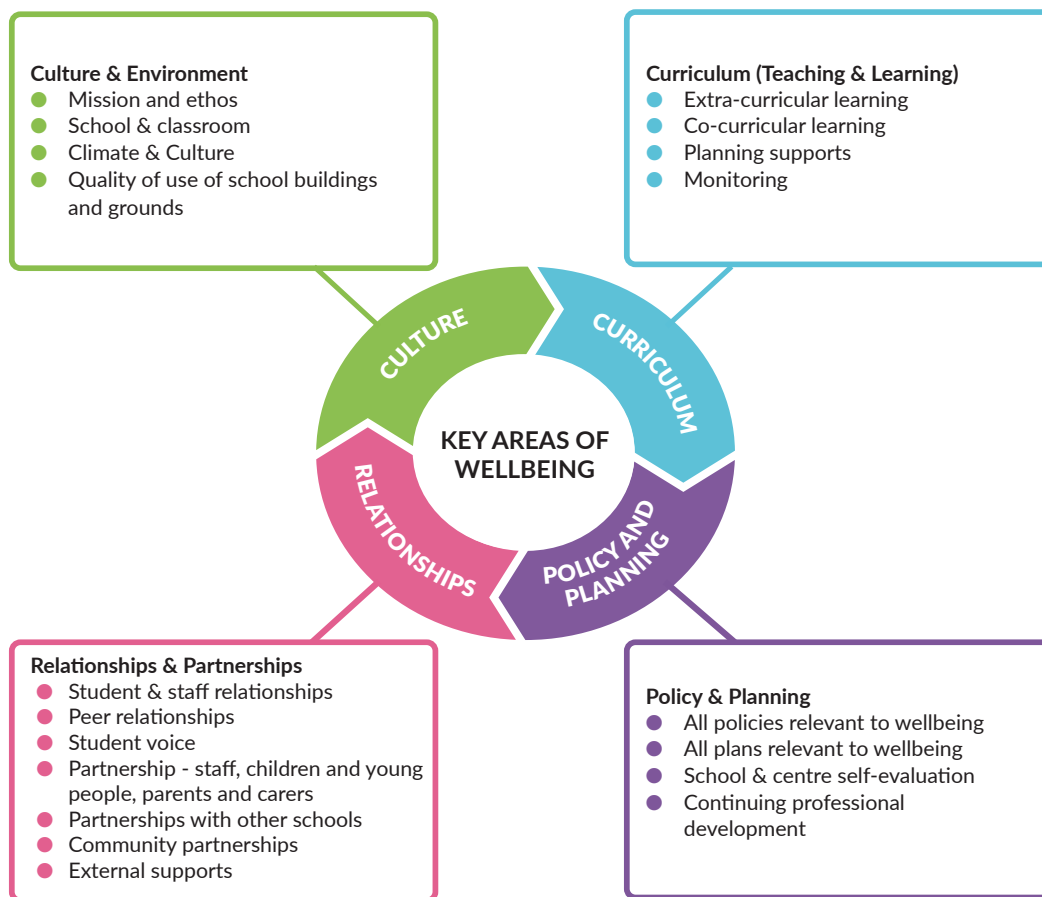 Culture & Environment
Mission and ethos
School & classroom
Climate & Culture
Quality of use of school buildings
and grounds
Curriculum (Teaching & Learning)
Extra-curricular learning
Co-curricular learning
Planning supports
Monitoring
CULTURE
CURRICULUM
KEY AREAS OF
WELLBEING
RELATIONSHIPS
POLICY AND
PLANNING
Relationships & Partnerships
Student & staff relationships
Peer relationships
Student voice
Partnership - staff, children and young
people, parents and carers
Partnerships with other schools
Community partnerships
External supports
Policy & Planning
All policies relevant to wellbeing
All plans relevant to wellbeing
School & centre self-evaluation
Continuing professional
development